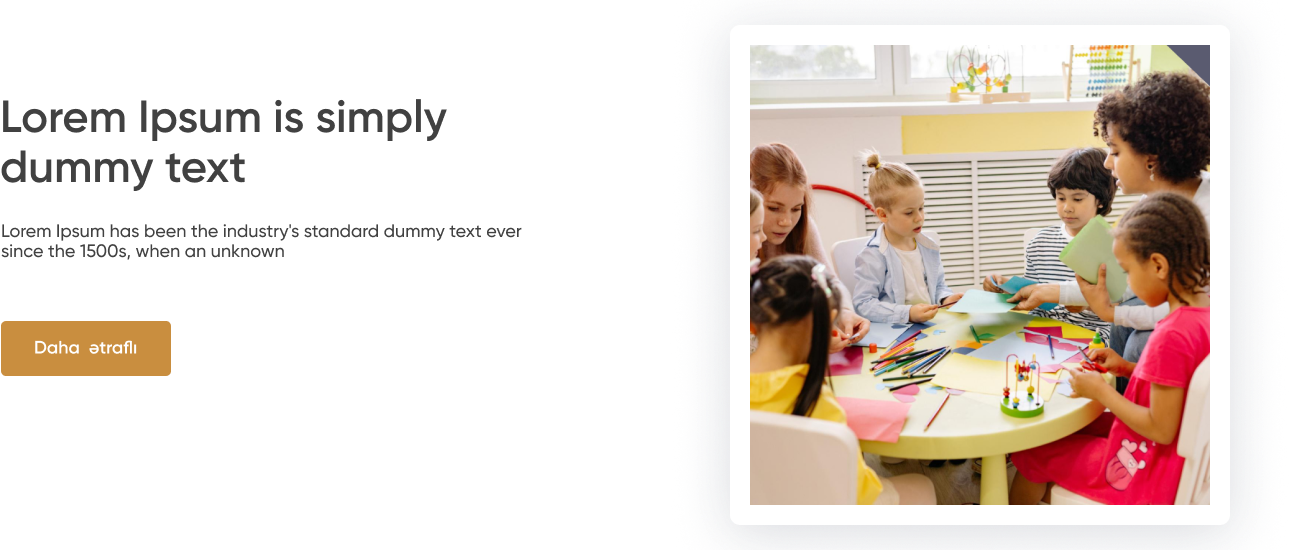 Lorem Ipsum is simply
dummy text
Lorem Ipsum has been the industry's standard dummy text ever
since the 1500s, when an unknown
Daha ətraflı